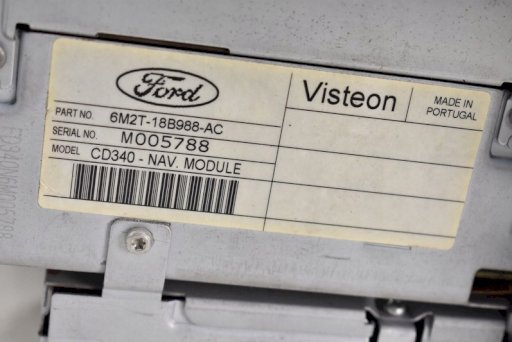 Ford
Visteon
MADE IN
PORTUGAL
PART NO. 6M2T-18B988-AC
SERIAL NO. M005788
MODEL CD340 - NAV. MODULE